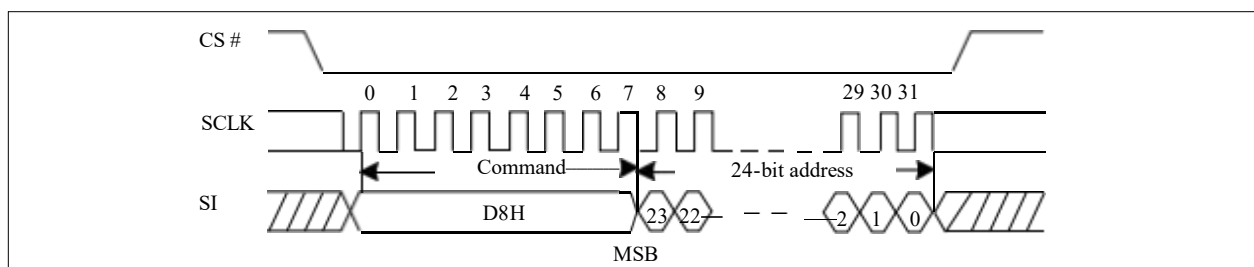 CS #
0 1 2 3 4 5 6 7 8 9 29 30 31
SCLK
Command 24-bit address
SI D8H 23 22 2 1 0
MSB